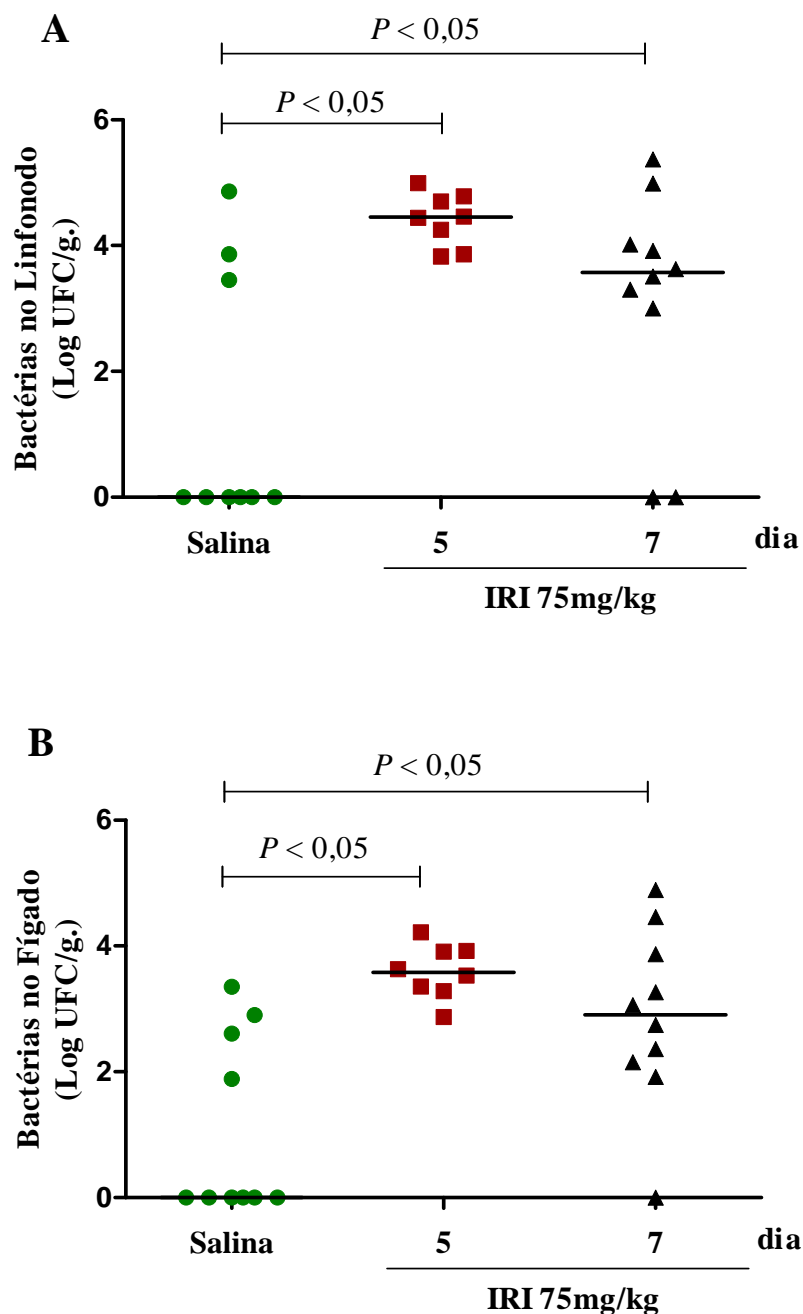 A
P < 0,05
P < 0,05
Bactérias no Linfonodo
(Log UFC/g.)
6
4
2
0
Salina
5
7
dia
IRI 75mg/kg
B
P < 0,05
P < 0,05
Bactérias no Fígado
(Log UFC/g.)
6
4
2
0
Salina
5
7
dia
IRI 75mg/kg